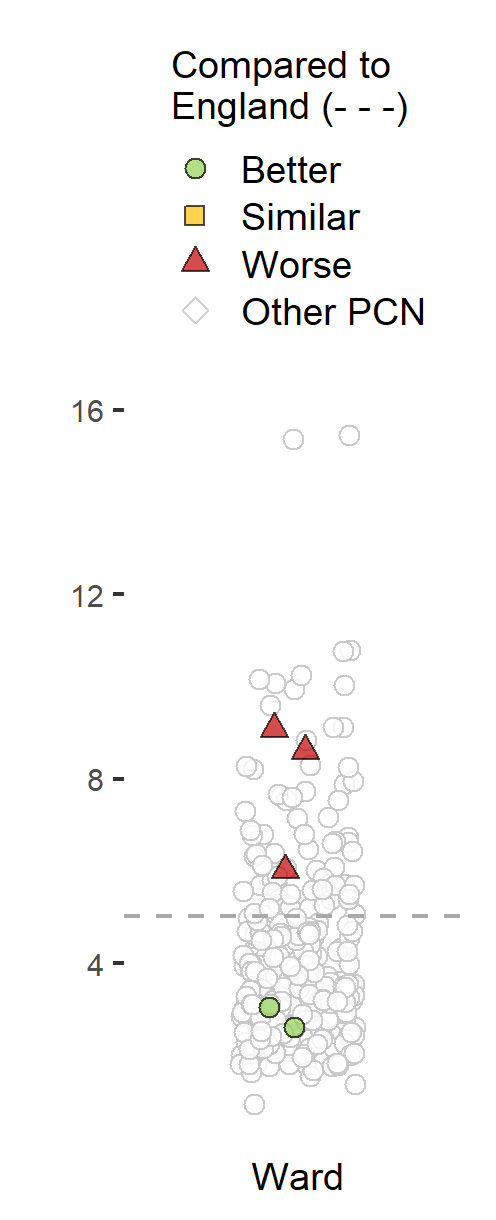 Compared to
England (- - -)
Better
Similar
Worse
Other PCN
16
12
8
4
Ward